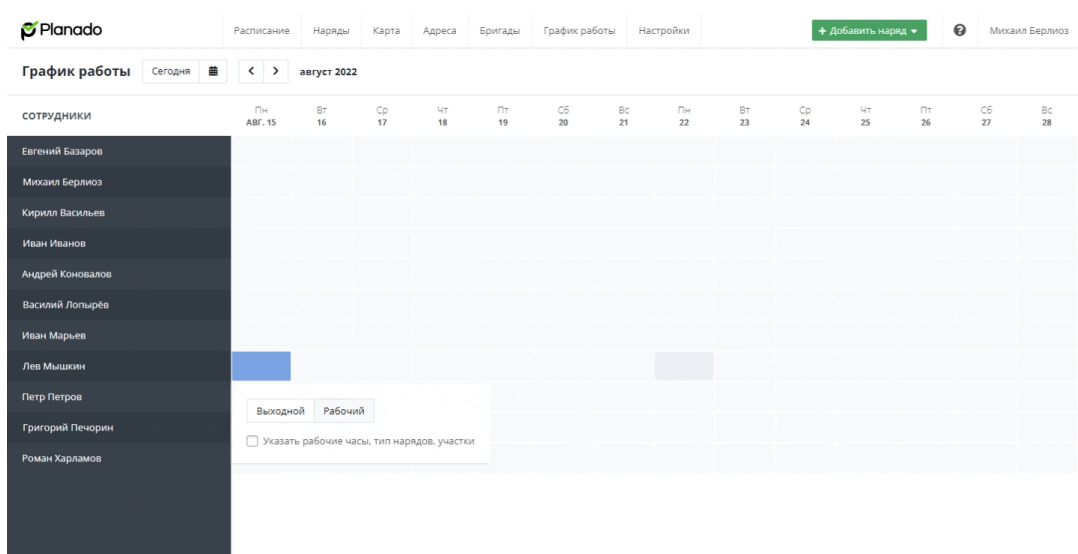 Planado Расписание Наряды Карта Адреса Бригады График работы Настройки + Добавить наряд Михаил Берлиоз
График работы Сегодня август 2022
СОТРУДНИКИ Пн Вт Ср Чт Пт Сб Вс Пн Вт Ср Чт Пт Сб Вс
АВГ. 15 16 17 18 19 20 21 22 23 24 25 26 27 28
Евгений Базаров
Михаил Берлиоз
Кирилл Васильев
Иван Иванов
Андрей Коновалов
Василий Лопырёв
Иван Марьев
Лев Мышкин
Петр Петров
Выходной Рабочий
Григорий Печорин
Указать рабочие часы, тип нарядов, участки
Роман Харламов